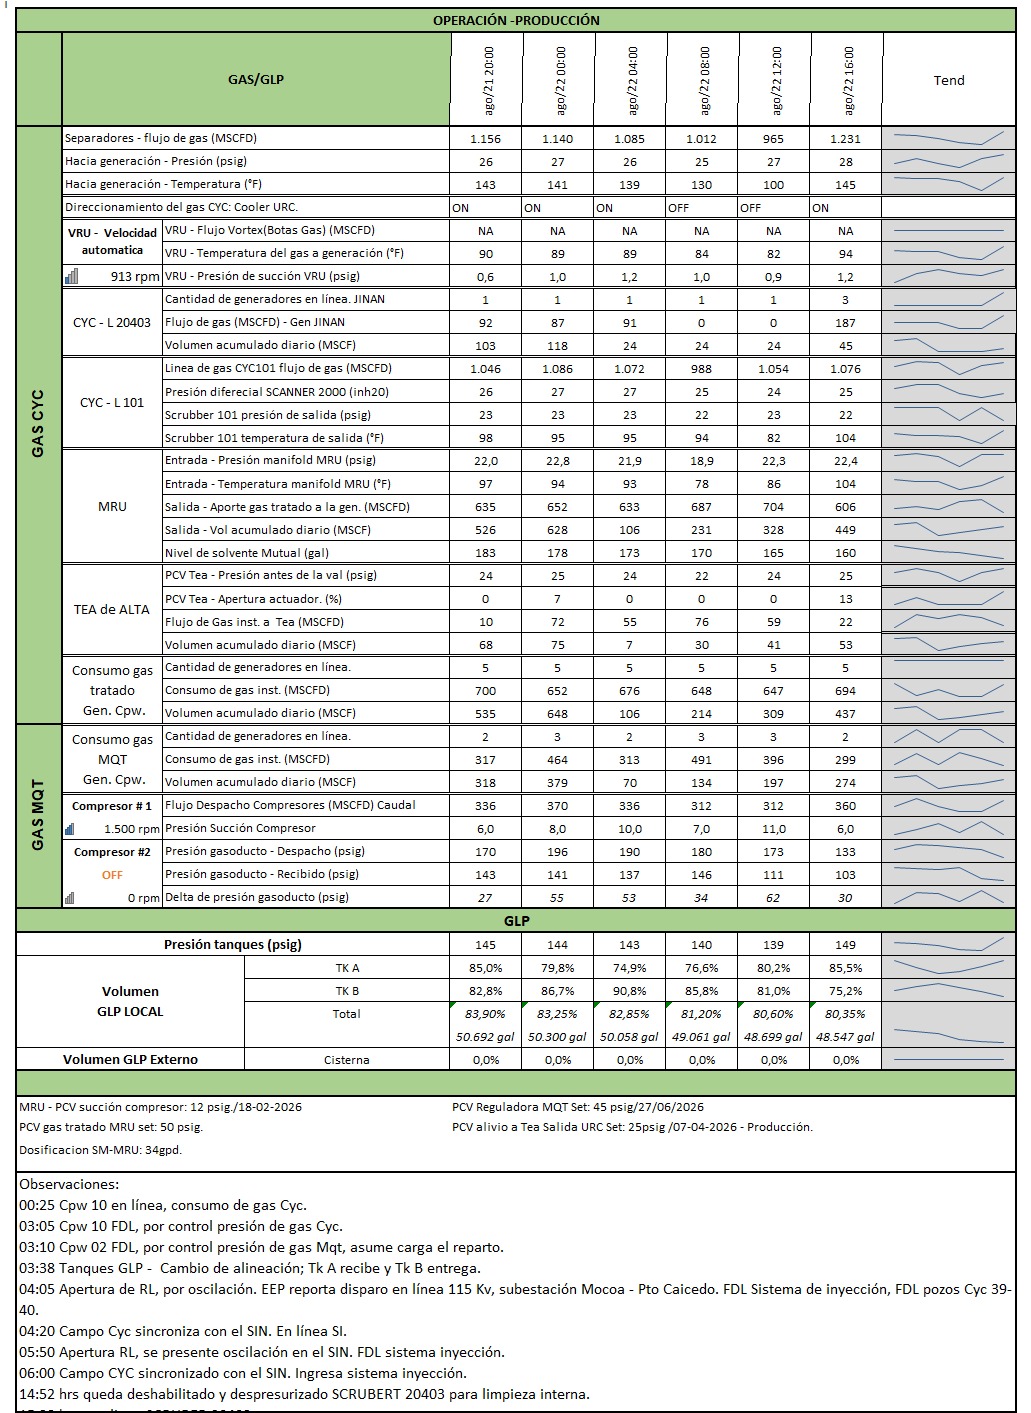 OPERACIÓN -PRODUCCIÓN
GAS/GLP ago/21 20:00 ago/22 00:00 ago/22 04:00 ago/22 08:00 ago/22 12:00 ago/22 16:00 Tend
GAS CYC
Separadores - flujo de gas (MSCFD) 1.156 1.140 1.085 1.012 965 1.231
Hacia generación - Presión (psig) 26 27 26 25 27 28
Hacia generación - Temperatura (°F) 143 141 139 130 100 145
Direccionamiento del gas CYC: Cooler URC. ON ON ON OFF OFF ON
VRU - Velocidad automatica
VRU - Flujo Vortex(Botas Gas) (MSCFD) NA NA NA NA NA NA
VRU - Temperatura del gas a generación (°F) 90 89 89 84 82 94
913 rpm VRU - Presión de succión VRU (psig) 0,6 1,0 1,2 1,0 0,9 1,2
CYC - L 20403
Cantidad de generadores en línea. JINAN 1 1 1 1 1 3
Flujo de gas (MSCFD) - Gen JINAN 92 87 91 0 0 187
Volumen acumulado diario (MSCF) 103 118 24 24 24 45
CYC - L 101
Linea de gas CYC101 flujo de gas (MSCFD) 1.046 1.086 1.072 988 1.054 1.076
Presión diferecial SCANNER 2000 (inh20) 26 27 27 25 24 25
Scrubber 101 presión de salida (psig) 23 23 23 22 23 22
Scrubber 101 temperatura de salida (°F) 98 95 95 94 82 104
MRU
Entrada - Presión manifold MRU (psig) 22,0 22,8 21,9 18,9 22,3 22,4
Entrada - Temperatura manifold MRU (°F) 97 94 93 78 86 104
Salida - Aporte gas tratado a la gen. (MSCFD) 635 652 633 687 704 606
Salida - Vol acumulado diario (MSCF) 526 628 106 231 328 449
Nivel de solvente Mutual (gal) 183 178 173 170 165 160
TEA de ALTA
PCV Tea - Presión antes de la val (psig) 24 25 24 22 24 25
PCV Tea - Apertura actuador. (%) 0 7 0 0 0 13
Flujo de Gas inst. a Tea (MSCFD) 10 72 55 76 59 22
Volumen acumulado diario (MSCF) 68 75 7 30 41 53
Consumo gas tratado Gen. Cpw.
Cantidad de generadores en línea. 5 5 5 5 5 5
Consumo de gas inst. (MSCFD) 700 652 676 648 647 694
Volumen acumulado diario (MSCF) 535 648 106 214 309 437
GAS MQT
Consumo gas MQT Gen. Cpw.
Cantidad de generadores en línea. 2 3 2 3 3 2
Consumo de gas inst. (MSCFD) 317 464 313 491 396 299
Volumen acumulado diario (MSCF) 318 379 70 134 197 274
Compresor # 1 Flujo Despacho Compresores (MSCFD) Caudal 336 370 336 312 312 360
1.500 rpm Presión Succión Compresor 6,0 8,0 10,0 7,0 11,0 6,0
Compresor #2 Presión gasoducto - Despacho (psig) 170 196 190 180 173 133
OFF Presión gasoducto - Recibido (psig) 143 141 137 146 111 103
0 rpm Delta de presión gasoducto (psig) 27 55 53 34 62 30
GLP
Presión tanques (psig) 145 144 143 140 139 149
Volumen GLP LOCAL
TK A 85,0% 79,8% 74,9% 76,6% 80,2% 85,5%
TK B 82,8% 86,7% 90,8% 85,8% 81,0% 75,2%
Total 83,90% 83,25% 82,85% 81,20% 80,60% 80,35%
50.692 gal 50.300 gal 50.058 gal 49.061 gal 48.699 gal 48.547 gal
Volumen GLP Externo Cisterna 0,0% 0,0% 0,0% 0,0% 0,0% 0,0%
MRU - PCV succión compresor: 12 psig./18-02-2026 PCV Reguladora MQT Set: 45 psig/27/06/2026
PCV gas tratado MRU set: 50 psig. PCV alivio a Tea Salida URC Set: 25psig /07-04-2026 - Producción.
Dosificacion SM-MRU: 34gpd.
Observaciones:
00:25 Cpw 10 en línea, consumo de gas Cyc.
03:05 Cpw 10 FDL, por control presión de gas Cyc.
03:10 Cpw 02 FDL, por control presión de gas Mqt, asume carga el reparto.
03:38 Tanques GLP - Cambio de alineación; Tk A recibe y Tk B entrega.
04:05 Apertura de RL, por oscilación. EEP reporta disparo en línea 115 Kv, subestación Mocoa - Pto Caicedo. FDL Sistema de inyección, FDL pozos Cyc 39-
40.
04:20 Campo Cyc sincroniza con el SIN. En línea SI.
05:50 Apertura RL, se presente oscilación en el SIN. FDL sistema inyección.
06:00 Campo CYC sincronizado con el SIN. Ingresa sistema inyección.
14:52 hrs queda deshabilitado y despresurizado SCRUBERT 20403 para limpieza interna.